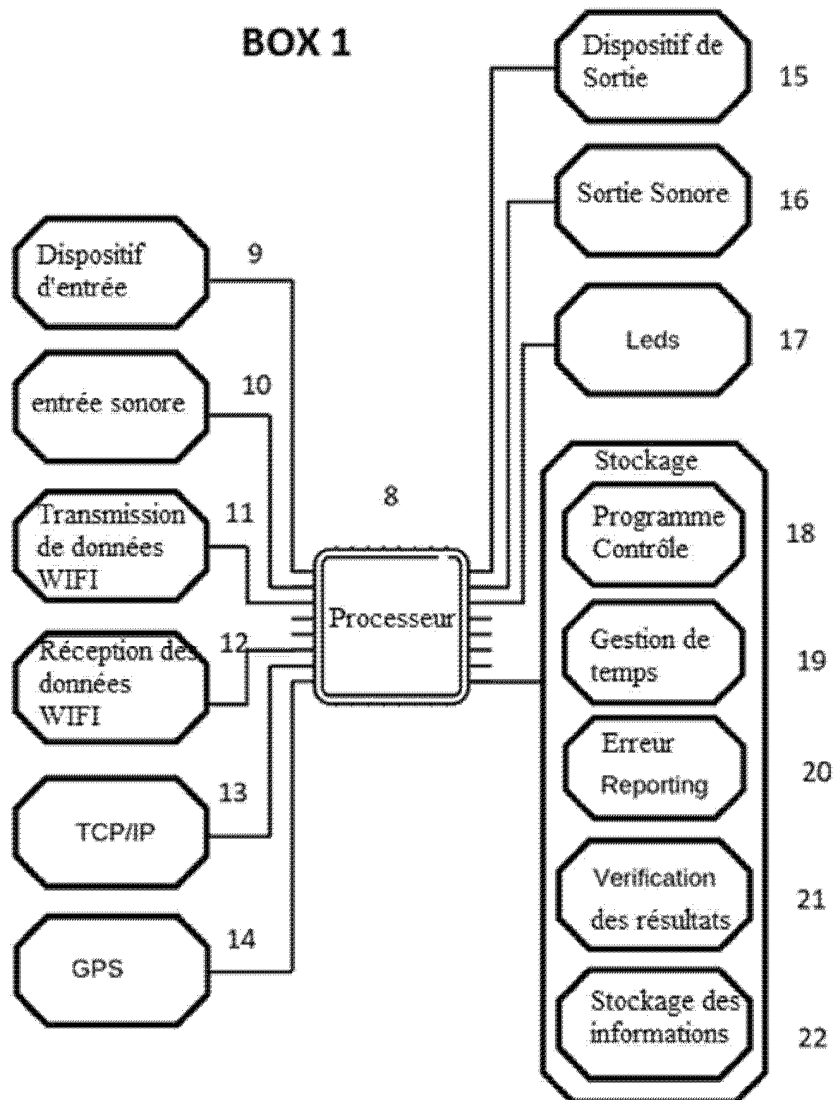 BOX 1
Dispositif de
Sortie
15
Sortie Sonore
16
Leds
17
Dispositif
d'entrée
9
entrée sonore
10
Transmission
de données
WIFI
11
Réception des
données
WIFI
12
TCP/IP
13
GPS
14
8
Processeur
Stockage
Programme
Contrôle
18
Gestion de
temps
19
Erreur
Reporting
20
Verification
des résultats
21
Stockage des
informations
22